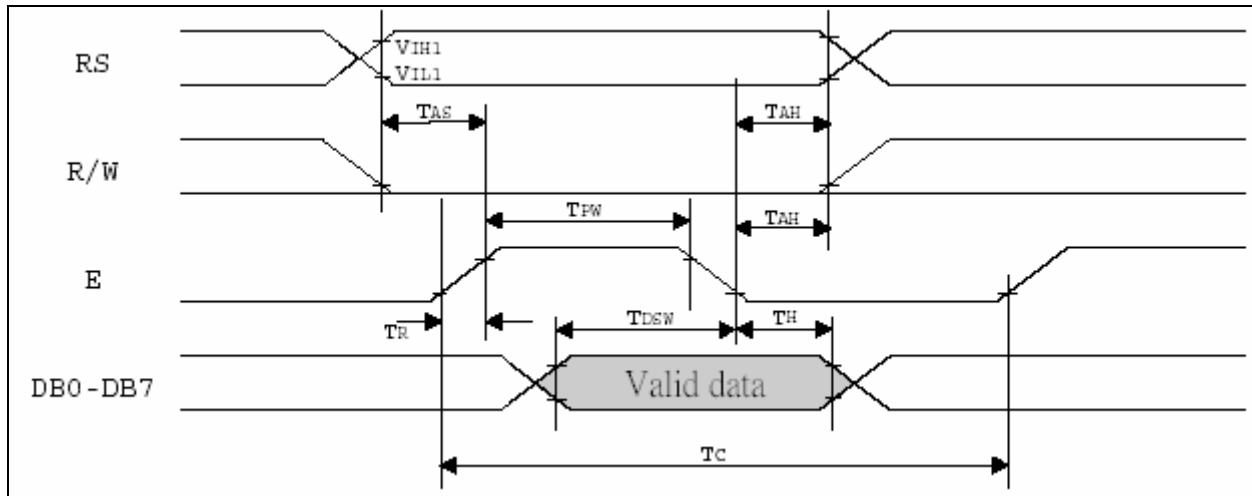 RS
VIH1
VIL1
TAS
TAH
R/W
TPW
TAH
E
TR
TDSW
TH
DB0-DB7
Valid data
TC